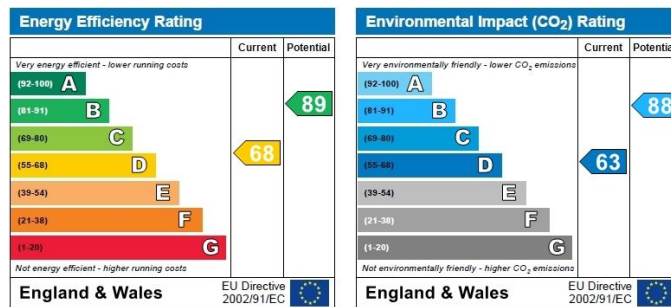 Energy Efficiency Rating
Current Potential
Very energy efficient - lower running costs
(92-100) A
(81-91) B
(69-80) C
(55-68) D
(39-54) E
(21-38) F
(1-20) G
68
89
Not energy efficient - higher running costs
England & Wales
EU Directive
2002/91/EC
Environmental Impact (CO₂) Rating
Current Potential
Very environmentally friendly - lower CO₂ emissions
(92-100) A
(81-91) B
(69-80) C
(55-68) D
(39-54) E
(21-38) F
(1-20) G
63
88
Not environmentally friendly - higher CO₂ emissions
England & Wales
EU Directive
2002/91/EC